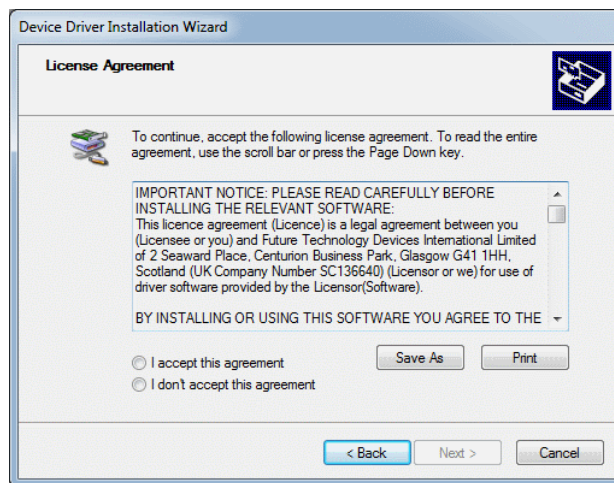 Device Driver Installation Wizard
License Agreement
To continue, accept the following license agreement. To read the entire
agreement, use the scroll bar or press the Page Down key.
IMPORTANT NOTICE: PLEASE READ CAREFULLY BEFORE
INSTALLING THE RELEVANT SOFTWARE:
This licence agreement (Licence) is a legal agreement between you
(Licensee or you) and Future Technology Devices International Limited
of 2 Seaward Place, Centurion Business Park, Glasgow G41 1HH,
Scotland (UK Company Number SC136640) (Licensor or we) for use of
driver software provided by the Licensor(Software).
BY INSTALLING OR USING THIS SOFTWARE YOU AGREE TO THE
I accept this agreement
Save As
Print
I don't accept this agreement
< Back
Next >
Cancel